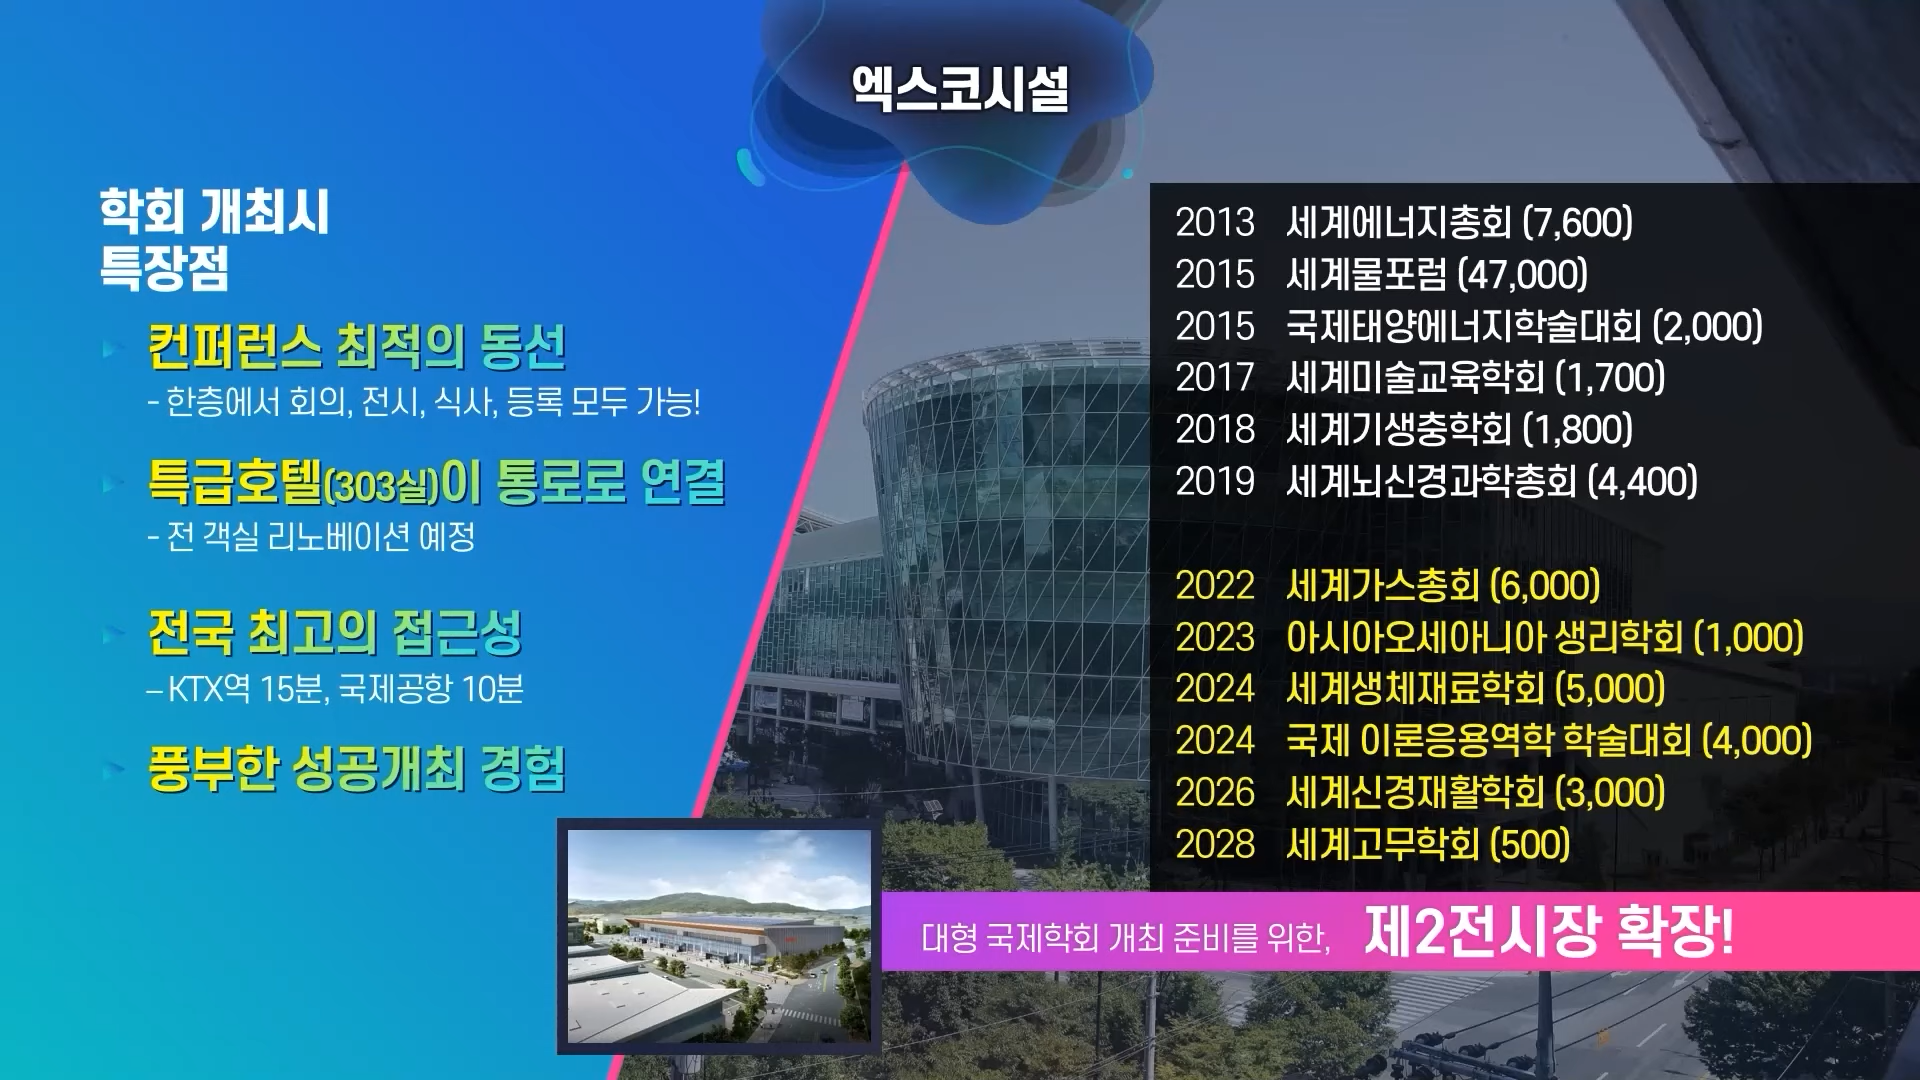 엑스코시설
학회 개최시
특장점
컨퍼런스 최적의 동선
- 한층에서 회의, 전시, 식사, 등록 모두 가능!
특급호텔(303실)이 통로로 연결
- 전 객실 리노베이션 예정
전국 최고의 접근성
– KTX역 15분, 국제공항 10분
풍부한 성공개최 경험
2013 세계에너지총회 (7,600)
2015 세계물포럼 (47,000)
2015 국제태양에너지학술대회 (2,000)
2017 세계미술교육학회 (1,700)
2018 세계기생충학회 (1,800)
2019 세계뇌신경과학총회 (4,400)
2022 세계가스총회 (6,000)
2023 아시아오세아니아 생리학회 (1,000)
2024 세계생체재료학회 (5,000)
2024 국제 이론응용역학 학술대회 (4,000)
2026 세계신경재활학회 (3,000)
2028 세계고무학회 (500)
대형 국제학회 개최 준비를 위한, 제2전시장 확장!